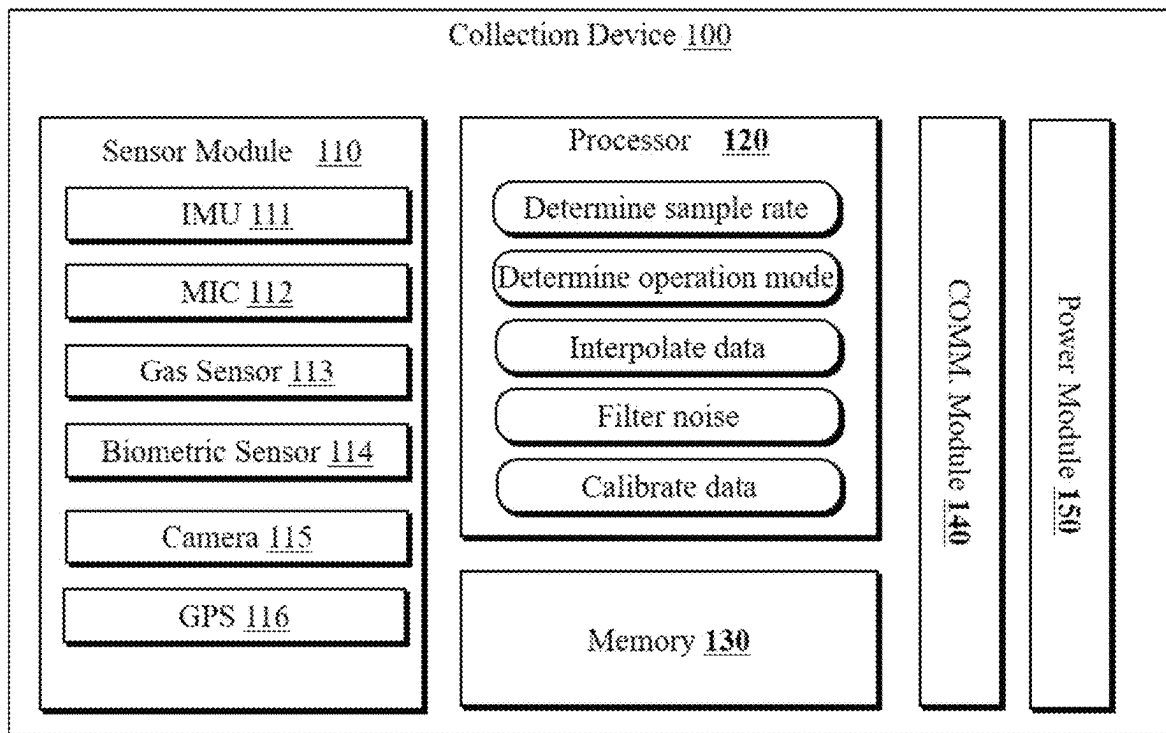 Collection Device 100
Sensor Module 110
IMU 111
MIC 112
Gas Sensor 113
Biometric Sensor 114
Camera 115
GPS 116
Processor 120
Determine sample rate
Determine operation mode
Interpolate data
Filter noise
Calibrate data
Memory 130
COMM. Module 140
Power Module 150